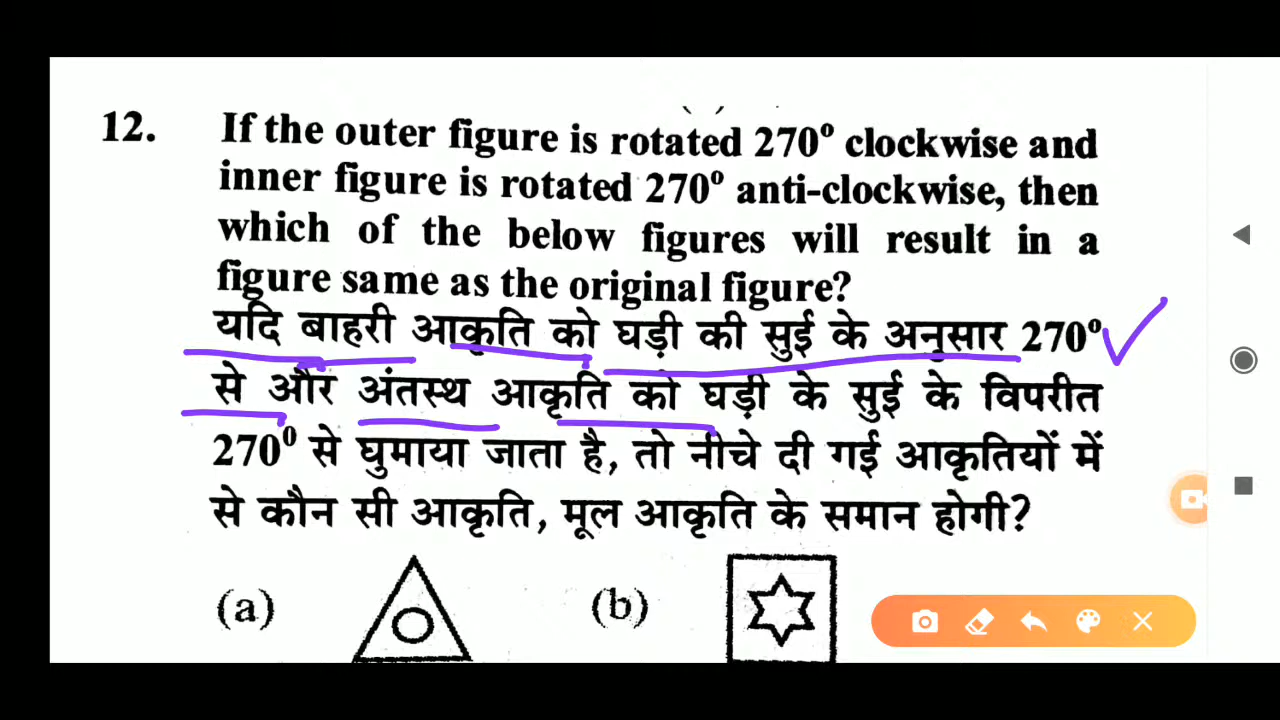 12. If the outer figure is rotated 270° clockwise and
inner figure is rotated 270° anti-clockwise, then
which of the below figures will result in a
figure same as the original figure?
यदि बाहरी आकृति को घड़ी की सुई के अनुसार 270°
से और अंतस्थ आकृति को घड़ी के सुई के विपरीत
270⁰ से घुमाया जाता है, तो नीचे दी गई आकृतियों में
से कौन सी आकृति, मूल आकृति के समान होगी?
(a) (b)